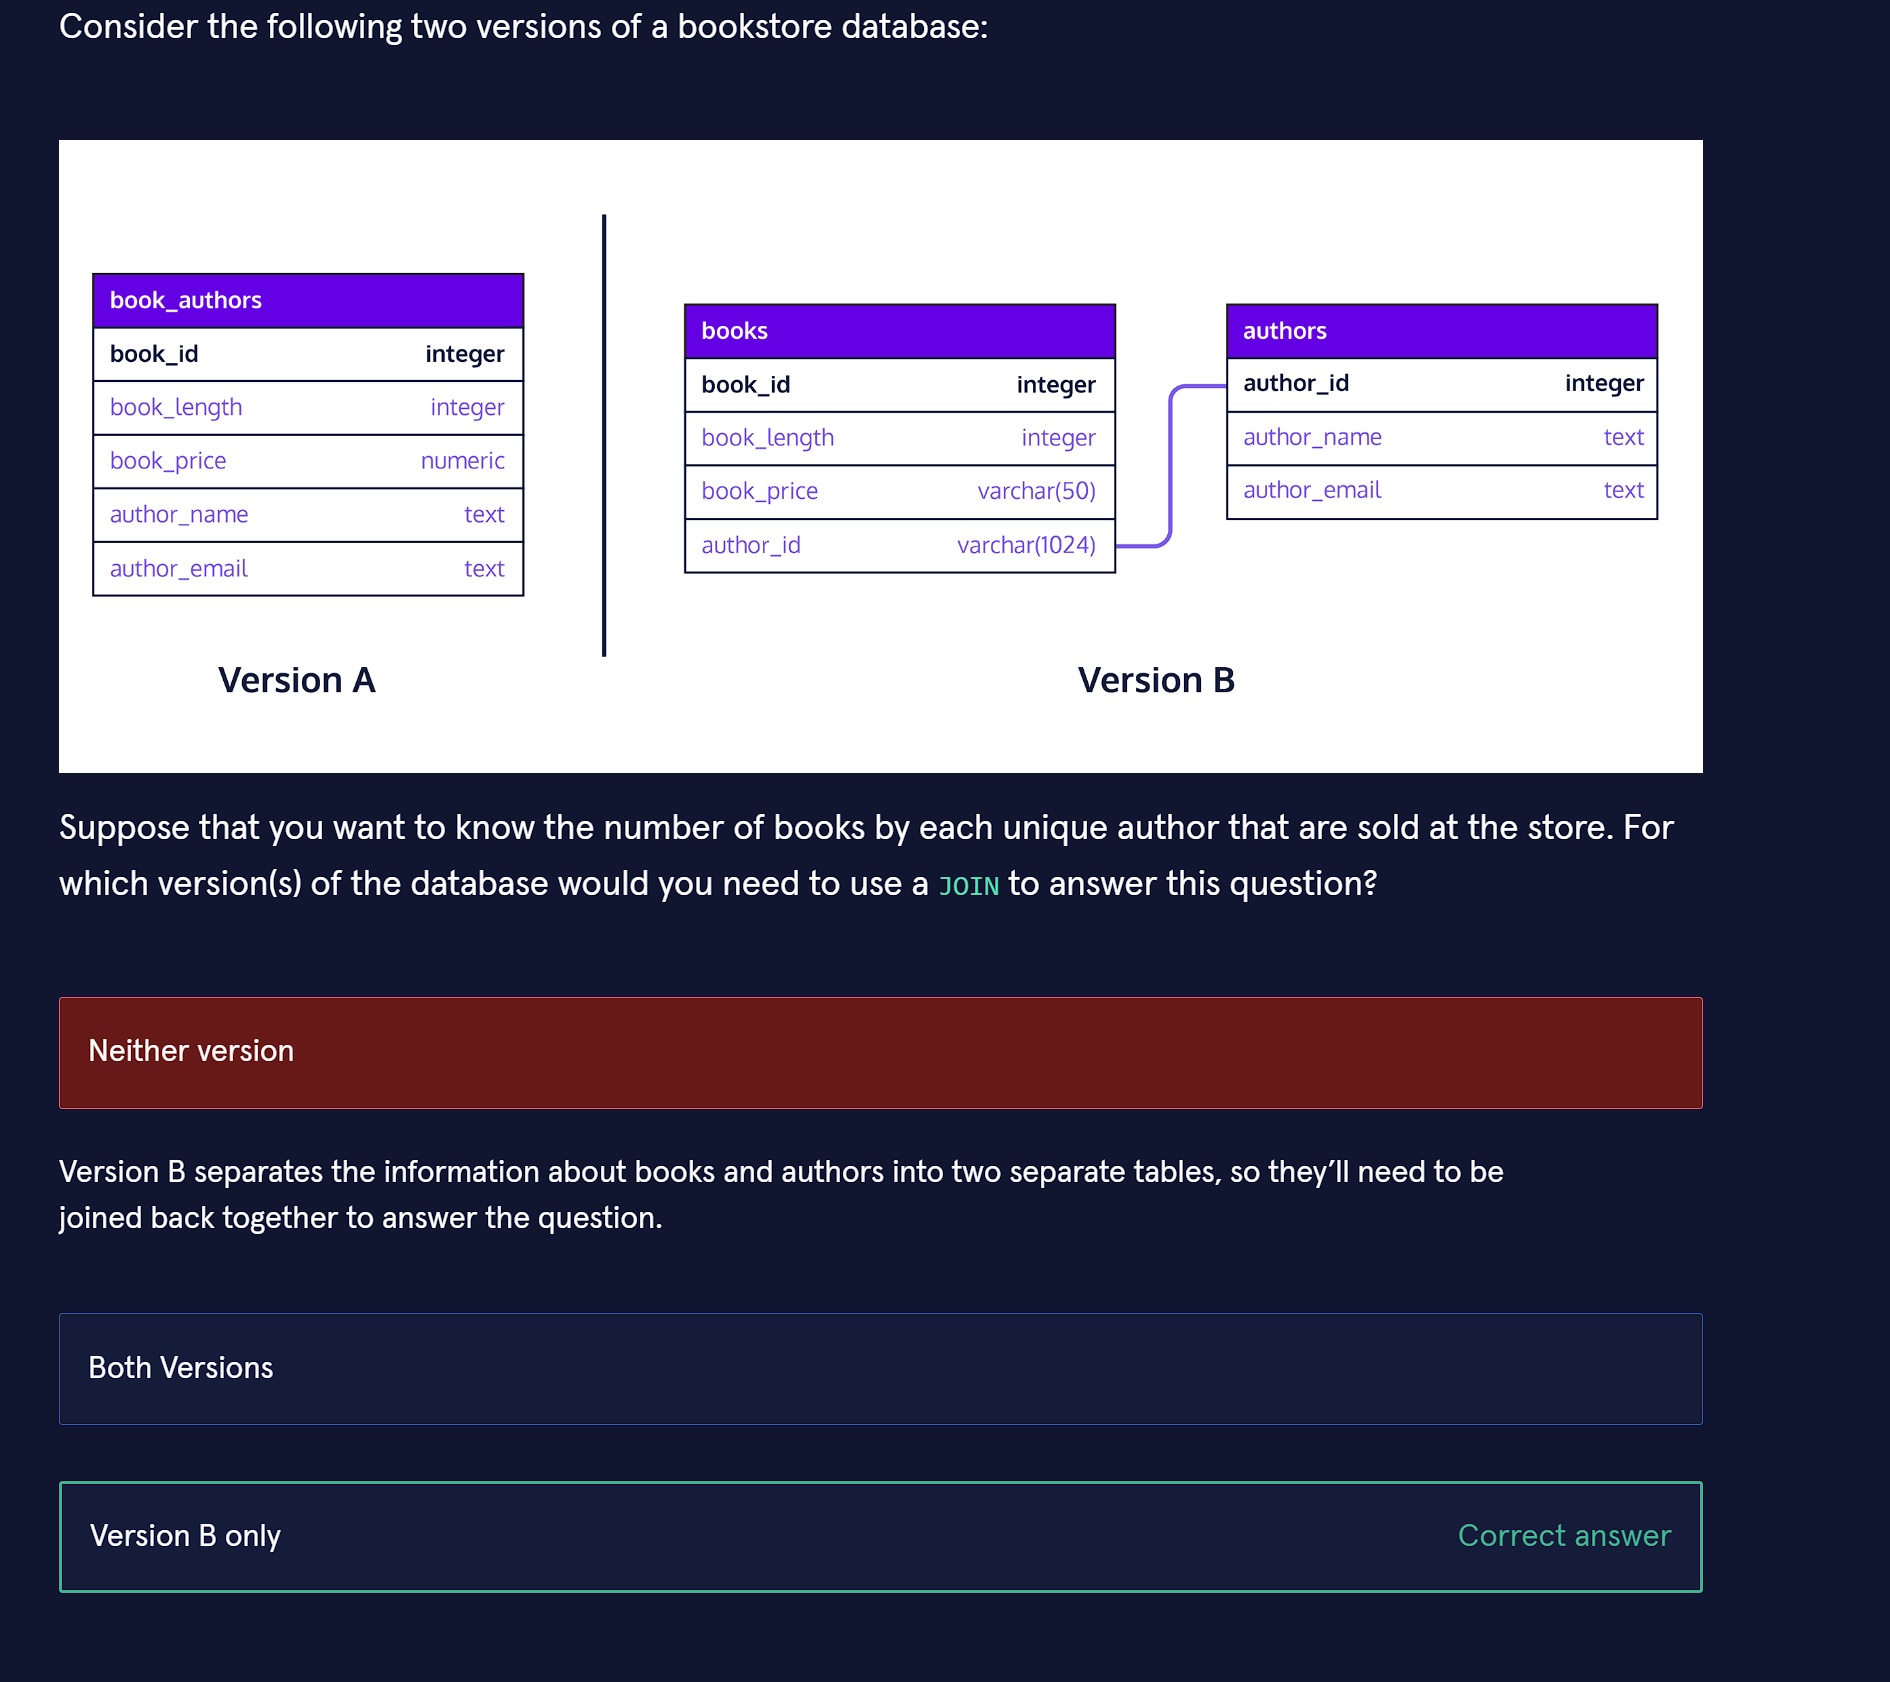 Consider the following two versions of a bookstore database:
book_authors
book_id integer
book_length integer
book_price numeric
author_name text
author_email text
Version A
books
book_id integer
book_length integer
book_price varchar(50)
author_id varchar(1024)
authors
author_id integer
author_name text
author_email text
Version B
Suppose that you want to know the number of books by each unique author that are sold at the store. For
which version(s) of the database would you need to use a JOIN to answer this question?
Neither version
Version B separates the information about books and authors into two separate tables, so they’ll need to be
joined back together to answer the question.
Both Versions
Version B only Correct answer